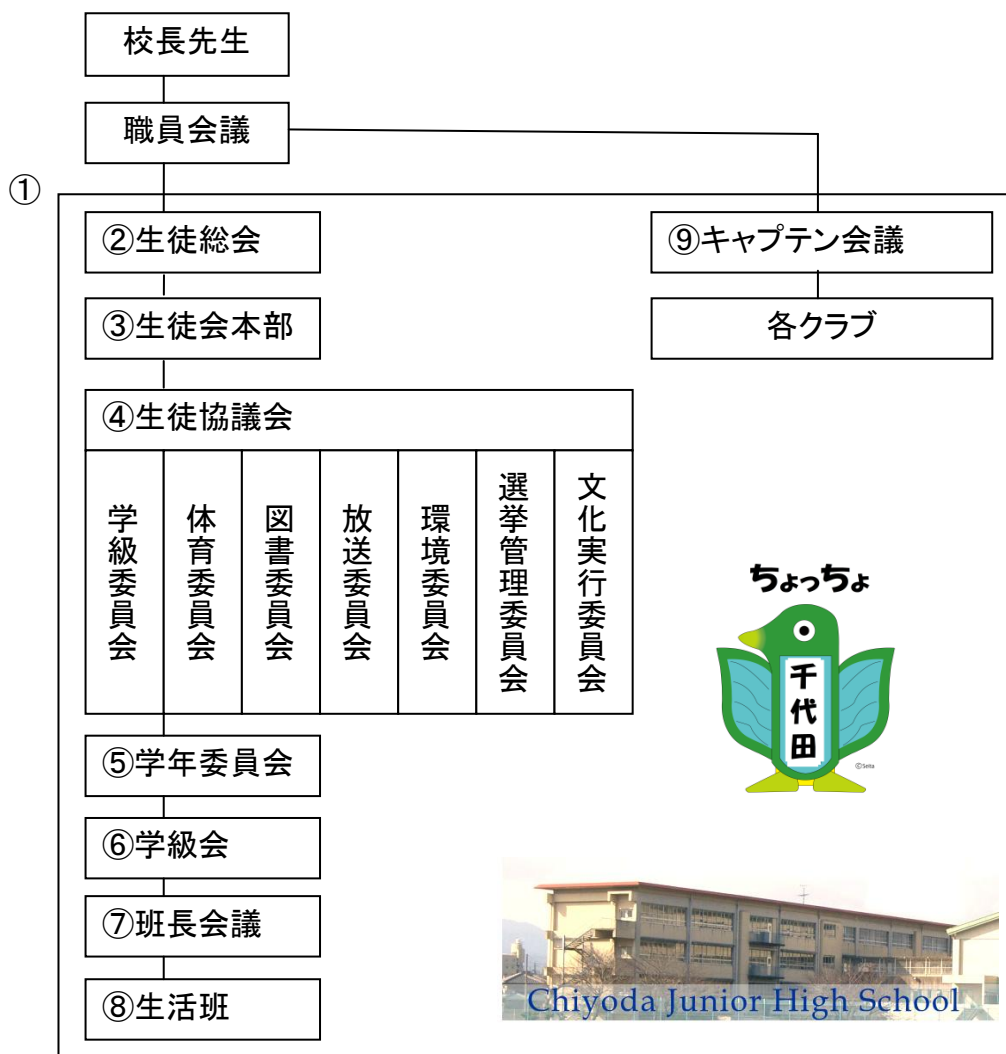 校長先生
職員会議
①
②生徒総会
⑨キャプテン会議
③生徒会本部
各クラブ
④生徒協議会
学級委員会
体育委員会
図書委員会
放送委員会
環境委員会
選挙管理委員会
文化実行委員会
ちょっちょ
千代田
©Seita
⑤学年委員会
⑥学級会
⑦班長会議
⑧生活班
Chiyoda Junior High School